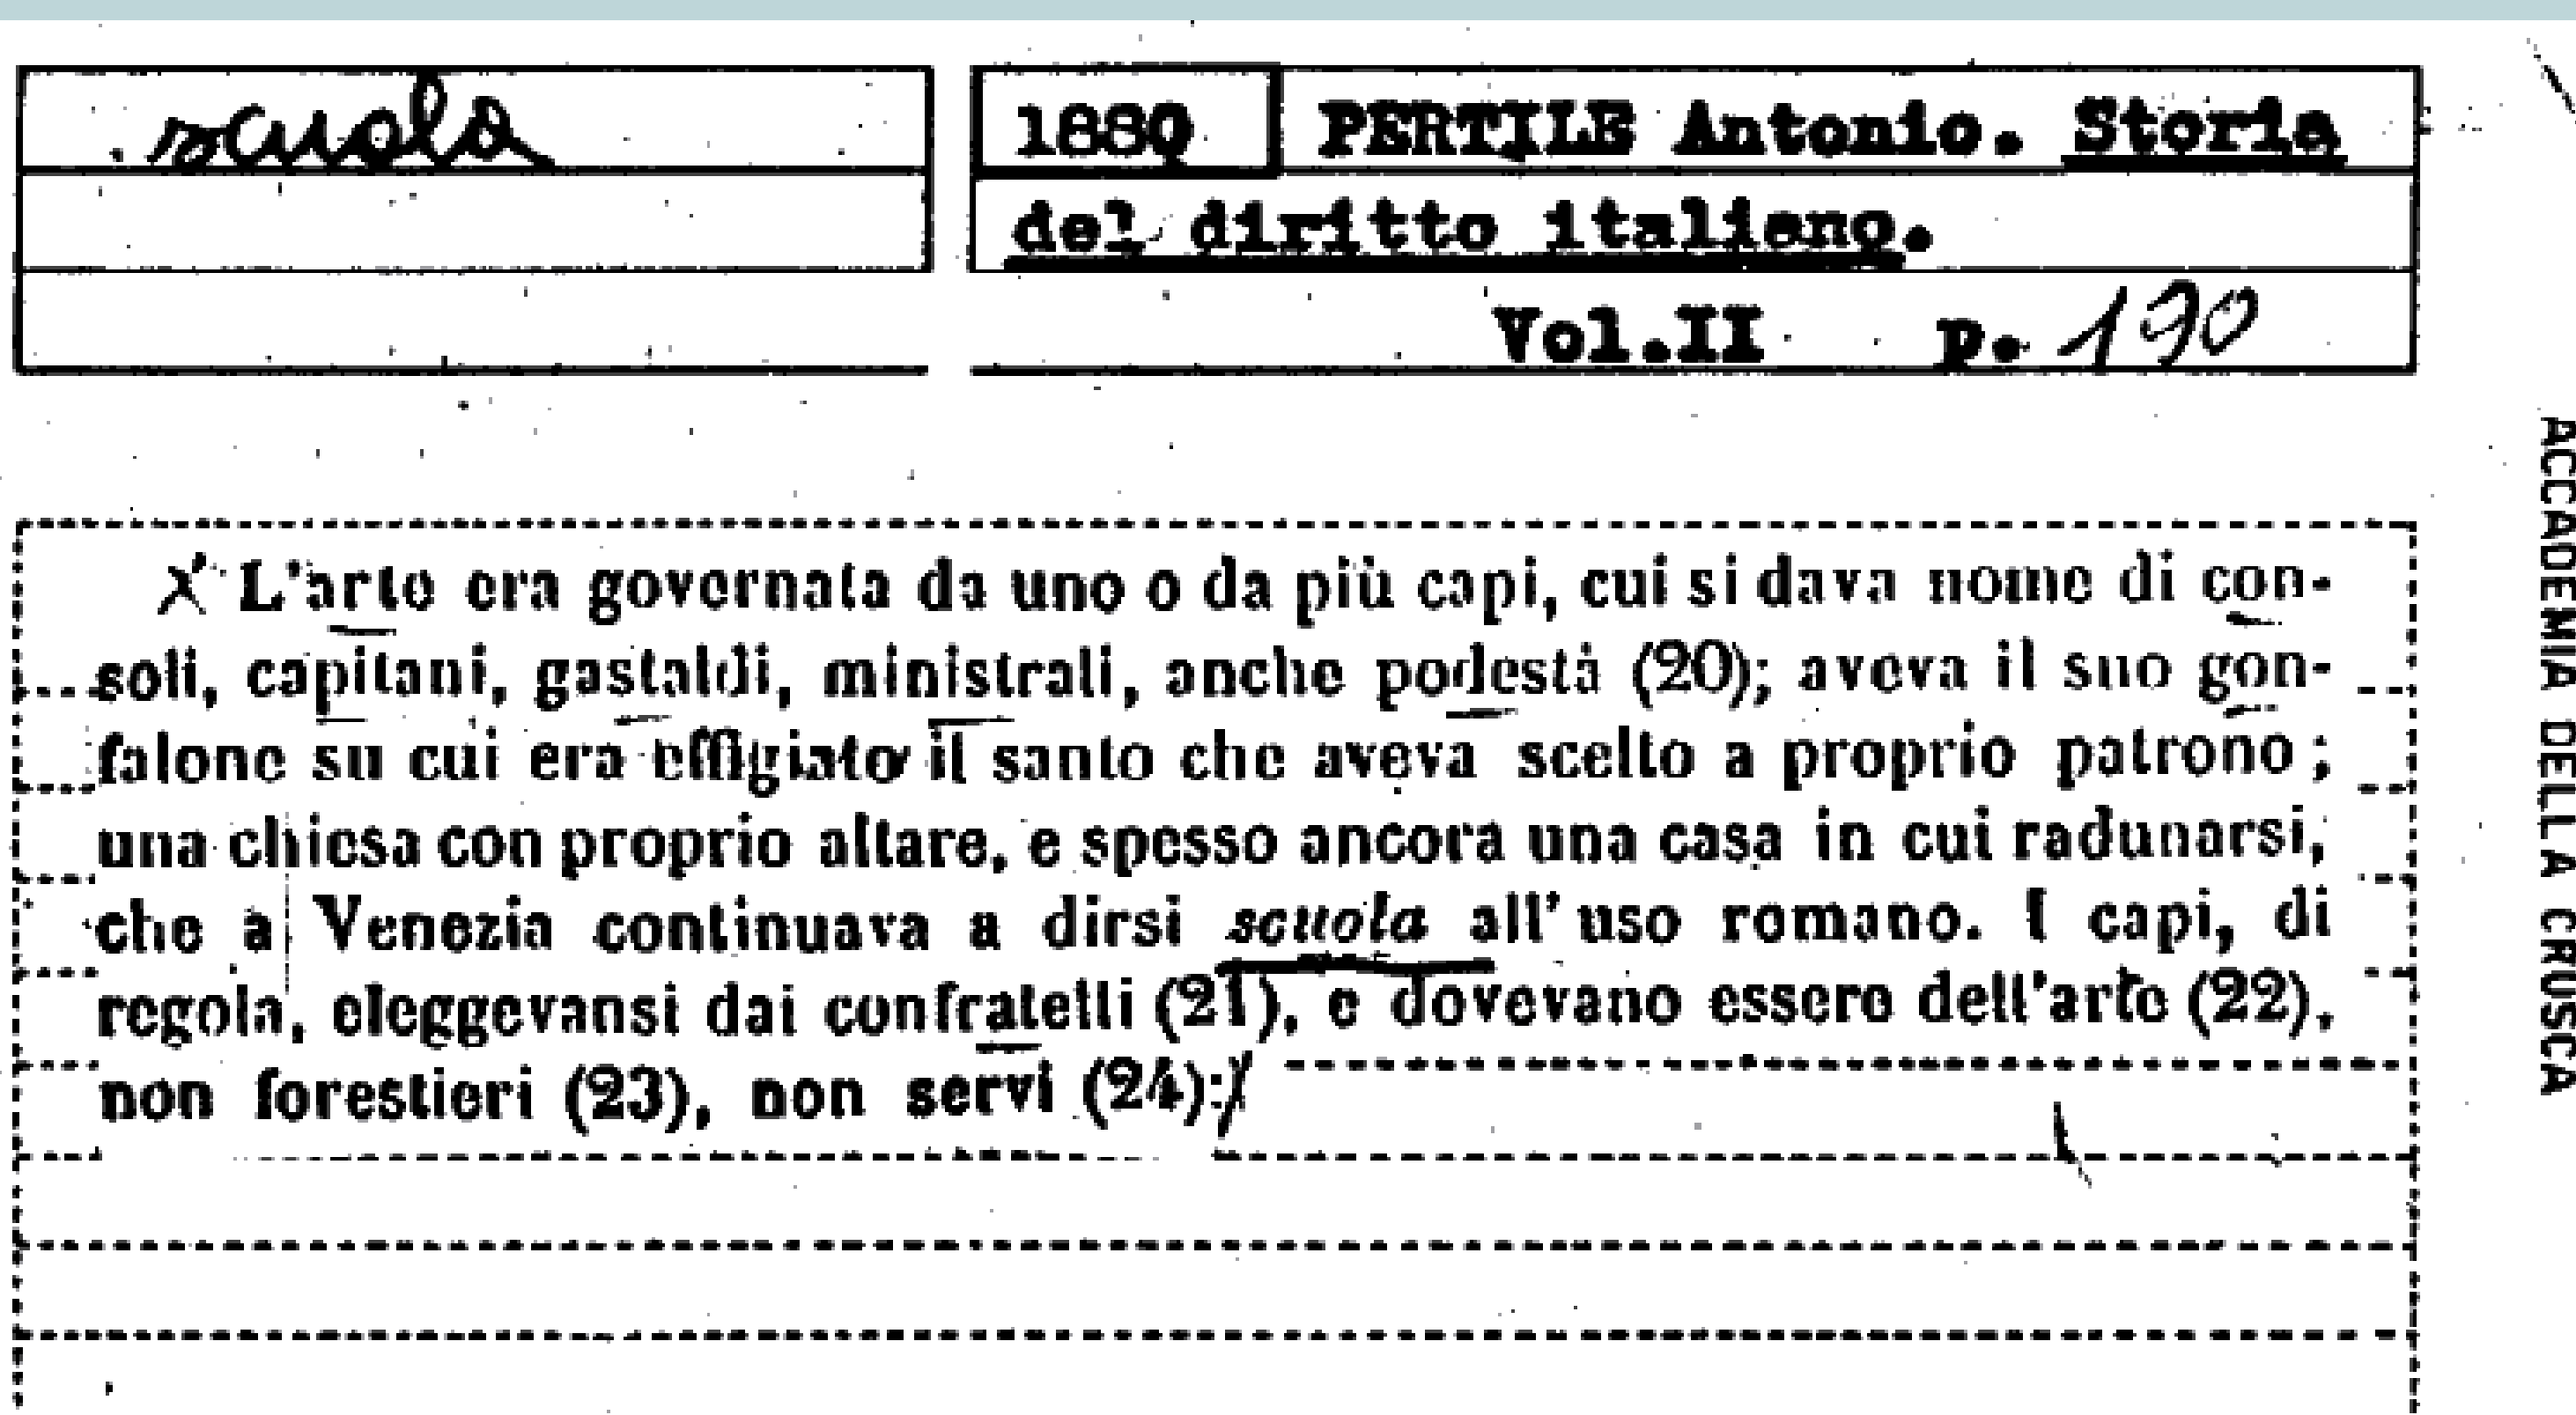 scuola
1880 PERTILE Antonio. Storia
del diritto italiano.
Vol.II p. 190
X L'arte era governata da uno o da più capi, cui si dava nome di con-
soli, capitani, gastaldi, ministrali, anche podestà (20); aveva il suo gon-
falone su cui era effigiato il santo che aveva scelto a proprio patrono;
una chiesa con proprio altare, e spesso ancora una casa in cui radunarsi,
che a Venezia continuava a dirsi scuola all'uso romano. I capi, di
regola, eleggevansi dai confratelli (21), e dovevano essere dell'arte (22),
non forestieri (23), non servi (24):/
ACCADEMIA DELLA CRUSCA